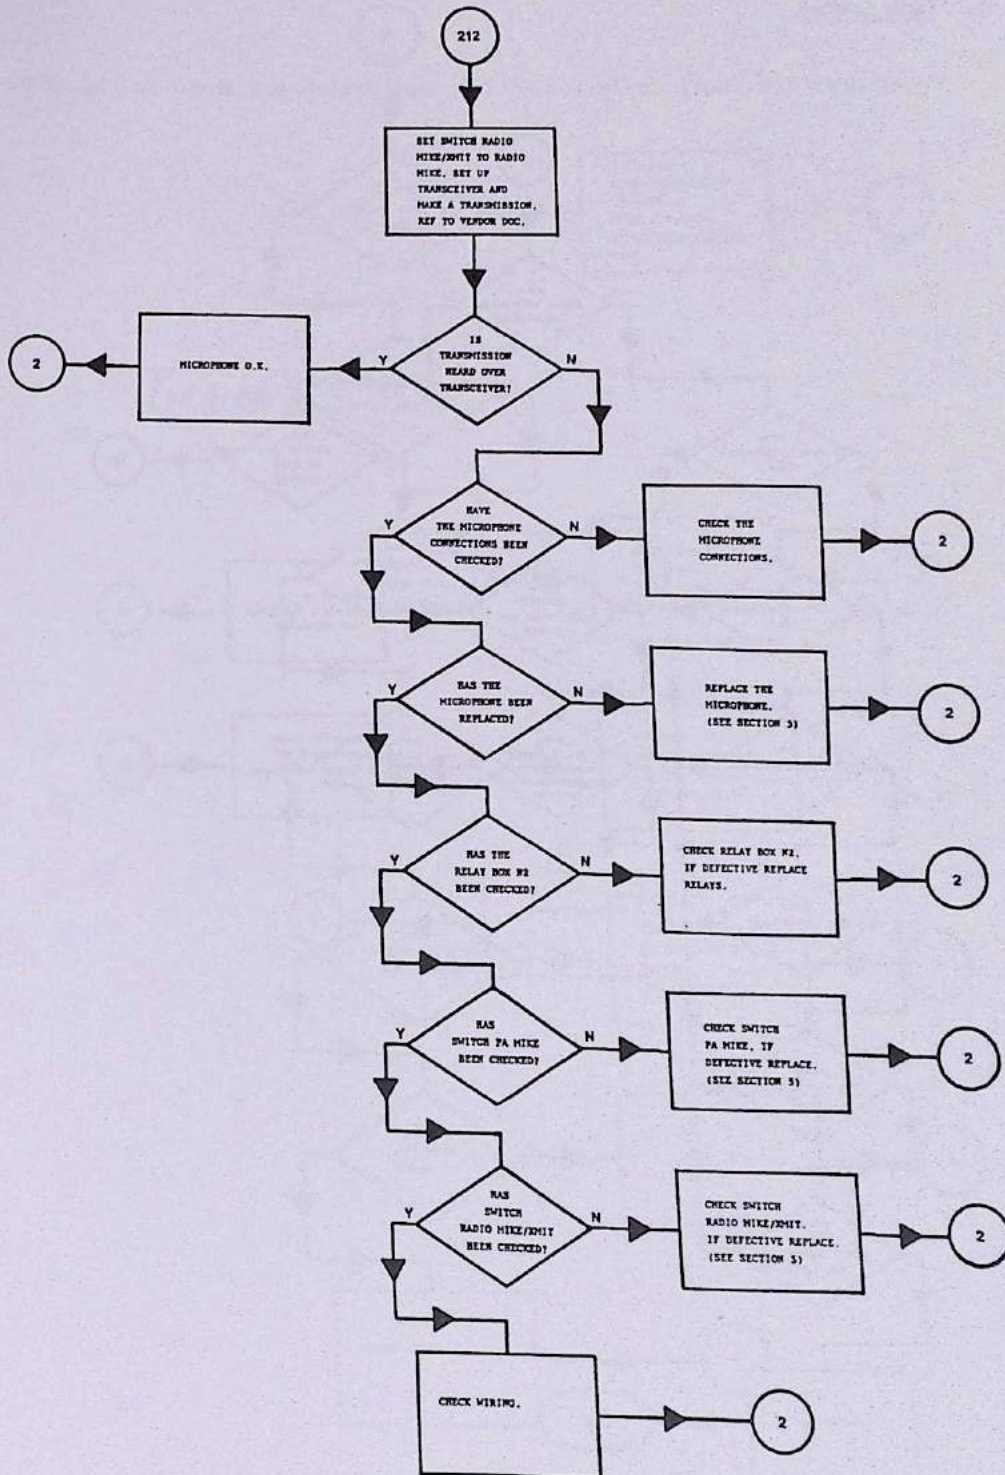 212
SET SWITCH RADIO
MIKE/XMIT TO RADIO
MIKE. SET UP
TRANSCEIVER AND
MAKE A TRANSMISSION.
REF TO VENDOR DOC.
IS
TRANSMISSION
HEARD OVER
TRANSCEIVER?
Y
N
MICROPHONE O.K.
2
HAVE
THE MICROPHONE
CONNECTIONS BEEN
CHECKED?
Y
N
CHECK THE
MICROPHONE
CONNECTIONS.
2
HAS THE
MICROPHONE BEEN
REPLACED?
Y
N
REPLACE THE
MICROPHONE.
(SEE SECTION 5)
2
HAS THE
RELAY BOX N2
BEEN CHECKED?
Y
N
CHECK RELAY BOX N2.
IF DEFECTIVE REPLACE
RELAYS.
2
HAS
SWITCH PA MIKE
BEEN CHECKED?
Y
N
CHECK SWITCH
PA MIKE. IF
DEFECTIVE REPLACE.
(SEE SECTION 5)
2
HAS
SWITCH
RADIO MIKE/XMIT
BEEN CHECKED?
Y
N
CHECK SWITCH
RADIO MIKE/XMIT.
IF DEFECTIVE REPLACE.
(SEE SECTION 5)
2
CHECK WIRING.
2